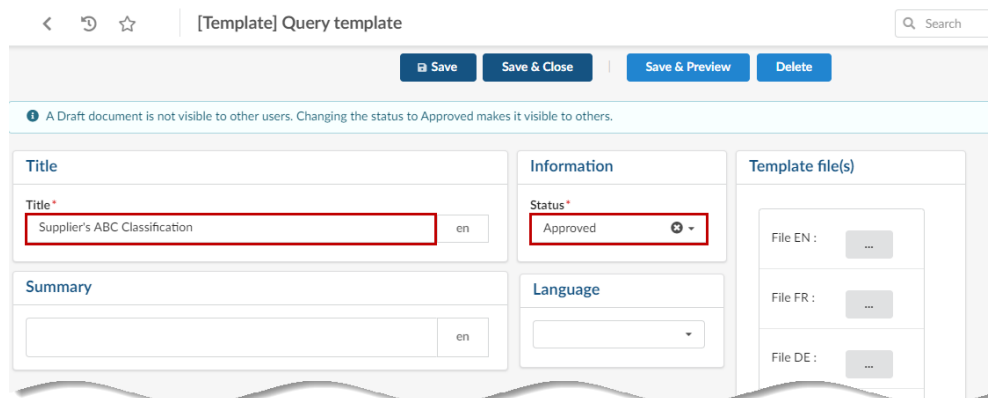 [Template] Query template
Search
Save
Save & Close
Save & Preview
Delete
A Draft document is not visible to other users. Changing the status to Approved makes it visible to others.
Title
Title*
Supplier's ABC Classification
en
Information
Status*
Approved
Template file(s)
File EN :
...
File FR :
...
File DE :
...
Summary
en
Language